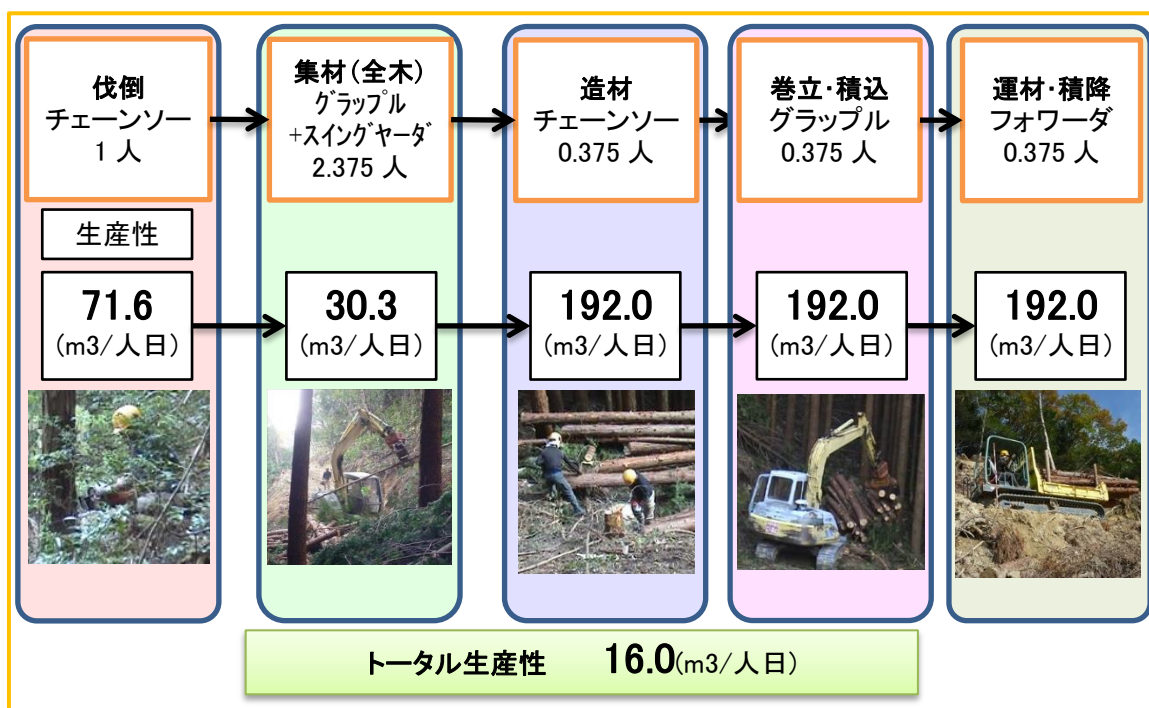 伐倒
チェーンソー
1 人
集材（全木）
ｸﾞﾗｯﾌﾟﾙ
+ｽｲﾝｸﾞﾔｰﾀﾞ
2.375 人
造材
チェーンソー
0.375 人
巻立･積込
グラップル
0.375 人
運材･積降
フォワーダ
0.375 人
生産性
71.6
(m3/人日)
30.3
(m3/人日)
192.0
(m3/人日)
192.0
(m3/人日)
192.0
(m3/人日)
トータル生産性 16.0(m3/人日)